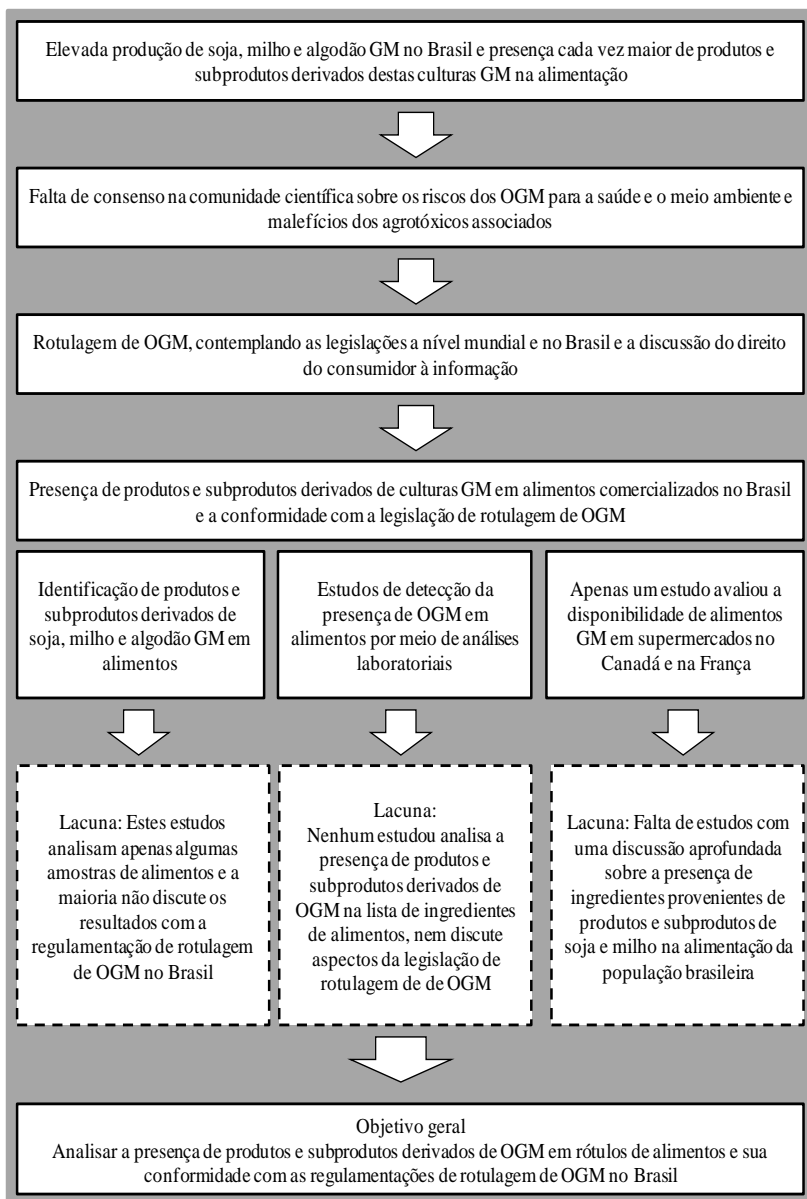 Elevada produção de soja, milho e algodão GM no Brasil e presença cada vez maior de produtos e
subprodutos derivados destas culturas GM na alimentação
Falta de consenso na comunidade científica sobre os riscos dos OGM para a saúde e o meio ambiente e
malefícios dos agrotóxicos associados
Rotulagem de OGM, contemplando as legislações a nível mundial e no Brasil e a discussão do direito
do consumidor à informação
Presença de produtos e subprodutos derivados de culturas GM em alimentos comercializados no Brasil
e a conformidade com a legislação de rotulagem de OGM
Identificação de produtos e
subprodutos derivados de
soja, milho e algodão GM em
alimentos
Estudos de detecção da
presença de OGM em
alimentos por meio de análises
laboratoriais
Apenas um estudo avaliou a
disponibilidade de alimentos
GM em supermercados no
Canadá e na França
Lacuna: Estes estudos
analisam apenas algumas
amostras de alimentos e a
maioria não discute os
resultados com a
regulamentação de rotulagem
de OGM no Brasil
Lacuna:
Nenhum estudou analisa a
presença de produtos e
subprodutos derivados de
OGM na lista de ingredientes
de alimentos, nem discute
aspectos da legislação de
rotulagem de de OGM
Lacuna: Falta de estudos com
uma discussão aprofundada
sobre a presença de
ingredientes provenientes de
produtos e subprodutos de
soja e milho na alimentação da
população brasileira
Objetivo geral
Analisar a presença de produtos e subprodutos derivados de OGM em rótulos de alimentos e sua
conformidade com as regulamentações de rotulagem de OGM no Brasil